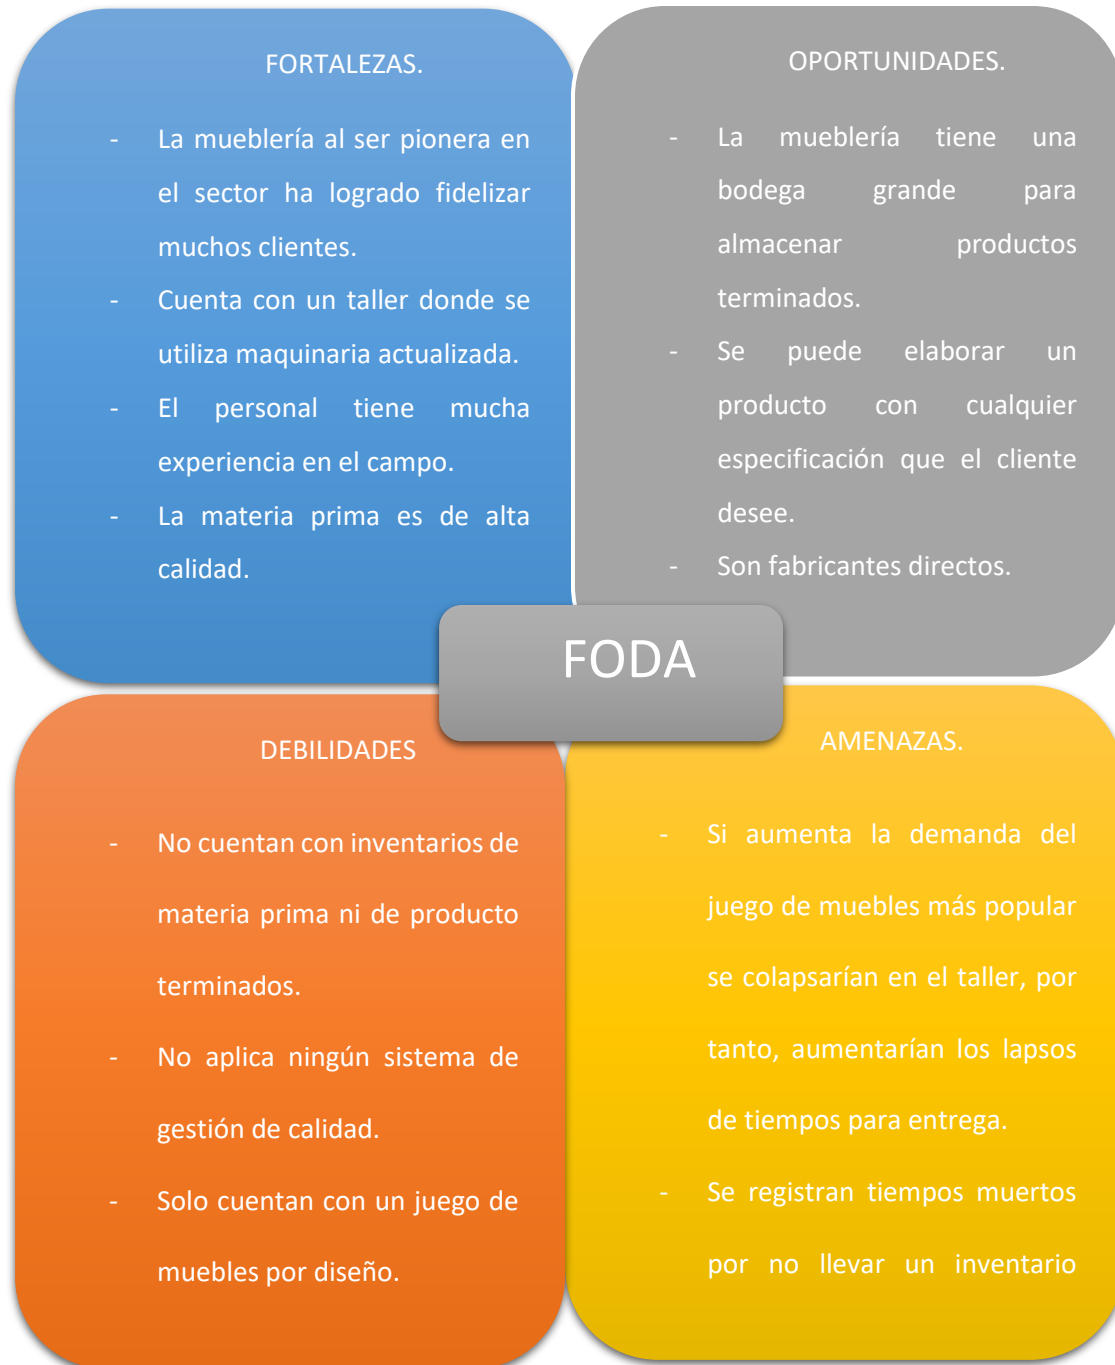 FORTALEZAS.
- La mueblería al ser pionera en
el sector ha logrado fidelizar
muchos clientes.
- Cuenta con un taller donde se
utiliza maquinaria actualizada.
- El personal tiene mucha
experiencia en el campo.
- La materia prima es de alta
calidad.
OPORTUNIDADES.
- La mueblería tiene una
bodega grande para
almacenar productos
terminados.
- Se puede elaborar un
producto con cualquier
especificación que el cliente
desee.
- Son fabricantes directos.
FODA
DEBILIDADES
- No cuentan con inventarios de
materia prima ni de producto
terminados.
- No aplica ningún sistema de
gestión de calidad.
- Solo cuentan con un juego de
muebles por diseño.
AMENAZAS.
- Si aumenta la demanda del
juego de muebles más popular
se colapsarían en el taller, por
tanto, aumentarían los lapsos
de tiempos para entrega.
- Se registran tiempos muertos
por no llevar un inventario